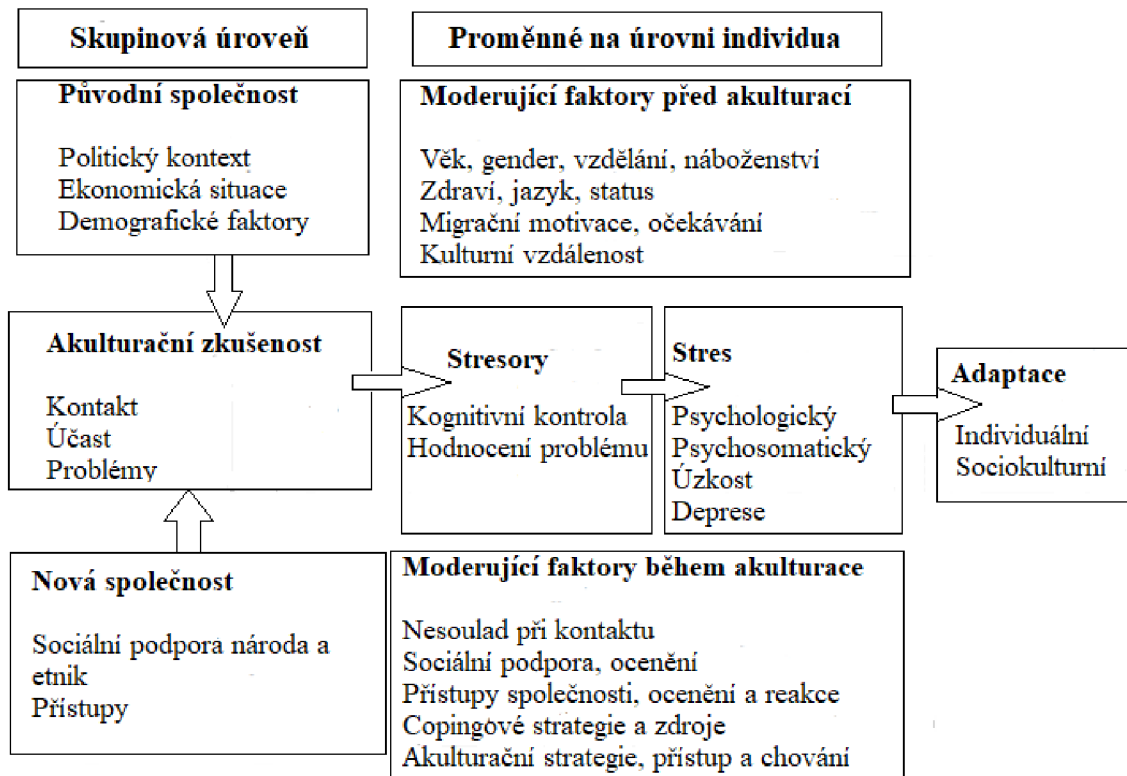 Skupinová úroveň
Proměnné na úrovni individua
Původní společnost
Politický kontext
Ekonomická situace
Demografické faktory
Moderující faktory před akulturací
Věk, gender, vzdělání, náboženství
Zdraví, jazyk, status
Migrační motivace, očekávání
Kulturní vzdálenost
Akulturační zkušenost
Kontakt
Účast
Problémy
Stresory
Kognitivní kontrola
Hodnocení problému
Stres
Psychologický
Psychosomatický
Úzkost
Deprese
Adaptace
Individuální
Sociokulturní
Nová společnost
Sociální podpora národa a
etnik
Přístupy
Moderující faktory během akulturace
Nesoulad při kontaktu
Sociální podpora, ocenění
Přístupy společnosti, ocenění a reakce
Copingové strategie a zdroje
Akulturační strategie, přístup a chování